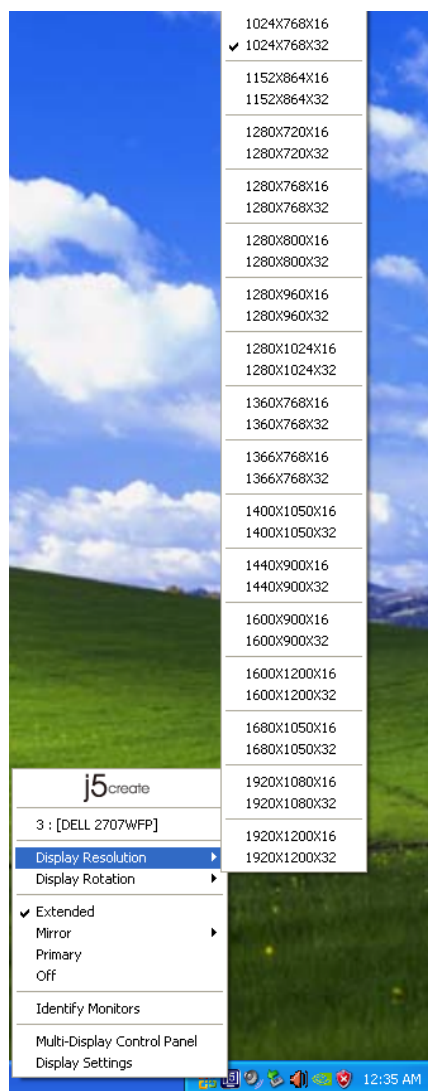 1024X768X16
1024X768X32
1152X864X16
1152X864X32
1280X720X16
1280X720X32
1280X768X16
1280X768X32
1280X800X16
1280X800X32
1280X960X16
1280X960X32
1280X1024X16
1280X1024X32
1360X768X16
1360X768X32
1366X768X16
1366X768X32
1400X1050X16
1400X1050X32
1440X900X16
1440X900X32
1600X900X16
1600X900X32
1600X1200X16
1600X1200X32
1680X1050X16
1680X1050X32
1920X1080X16
1920X1080X32
1920X1200X16
1920X1200X32
j5create
3 : [DELL 2707WFP]
Display Resolution
Display Rotation
Extended
Mirror
Primary
Off
Identify Monitors
Multi-Display Control Panel
Display Settings
j5
12:35 AM